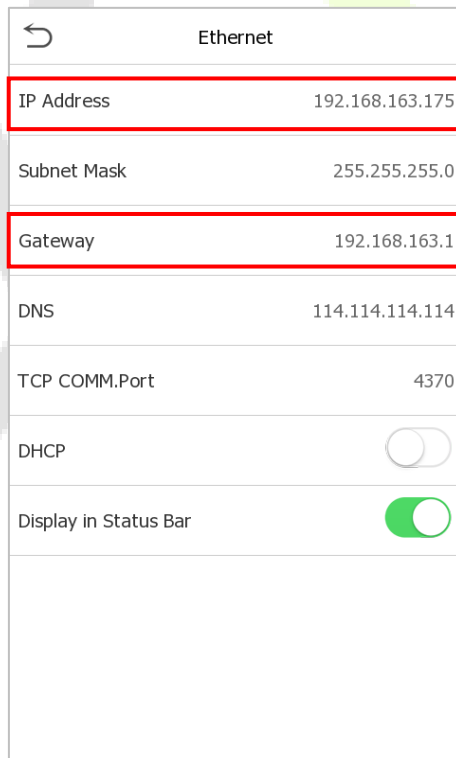 Ethernet
IP Address 192.168.163.175
Subnet Mask 255.255.255.0
Gateway 192.168.163.1
DNS 114.114.114.114
TCP COMM.Port 4370
DHCP
Display in Status Bar